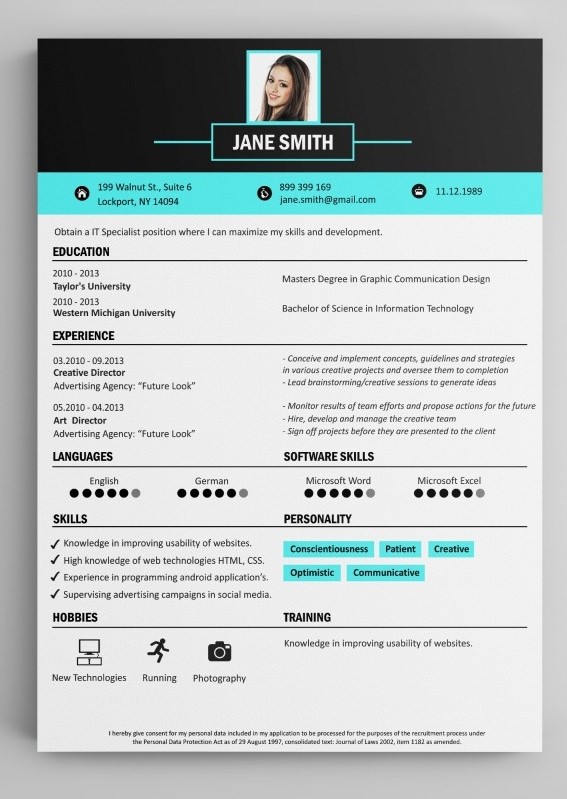 JANE SMITH
199 Walnut St., Suite 6
Lockport, NY 14094
899 399 169
jane.smith@gmail.com
11.12.1989
Obtain a IT Specialist position where I can maximize my skills and development.
EDUCATION
2010 - 2013
Taylor's University
Masters Degree in Graphic Communication Design
2010 - 2013
Western Michigan University
Bachelor of Science in Information Technology
EXPERIENCE
03.2010 - 09.2013
Creative Director
Advertising Agency: “Future Look”
- Conceive and implement concepts, guidelines and strategies
in various creative projects and oversee them to completion
- Lead brainstorming/creative sessions to generate ideas
05.2010 - 04.2013
Art Director
Advertising Agency: “Future Look”
- Monitor results of team efforts and propose actions for the future
- Hire, develop and manage the creative team
- Sign off projects before they are presented to the client
LANGUAGES
English
German
SOFTWARE SKILLS
Microsoft Word
Microsoft Excel
SKILLS
Knowledge in improving usability of websites.
High knowledge of web technologies HTML, CSS.
Experience in programming android application’s.
Supervising advertising campaigns in social media.
PERSONALITY
Conscientiousness
Patient
Creative
Optimistic
Communicative
HOBBIES
New Technologies
Running
Photography
TRAINING
Knowledge in improving usability of websites.
I hereby give consent for my personal data included in my application to be processed for the purposes of the recruitment process under
the Personal Data Protection Act as of 29 August 1997, consolidated text: Journal of Laws 2002, item 1182 as amended.